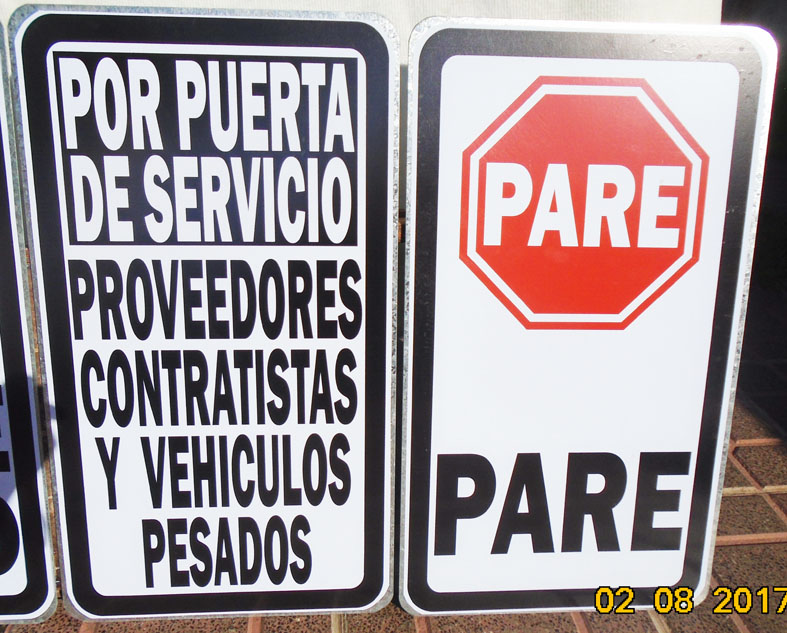 POR PUERTA
DE SERVICIO
PROVEEDORES
CONTRATISTAS
Y VEHICULOS
PESADOS
PARE
PARE
02 08 2017